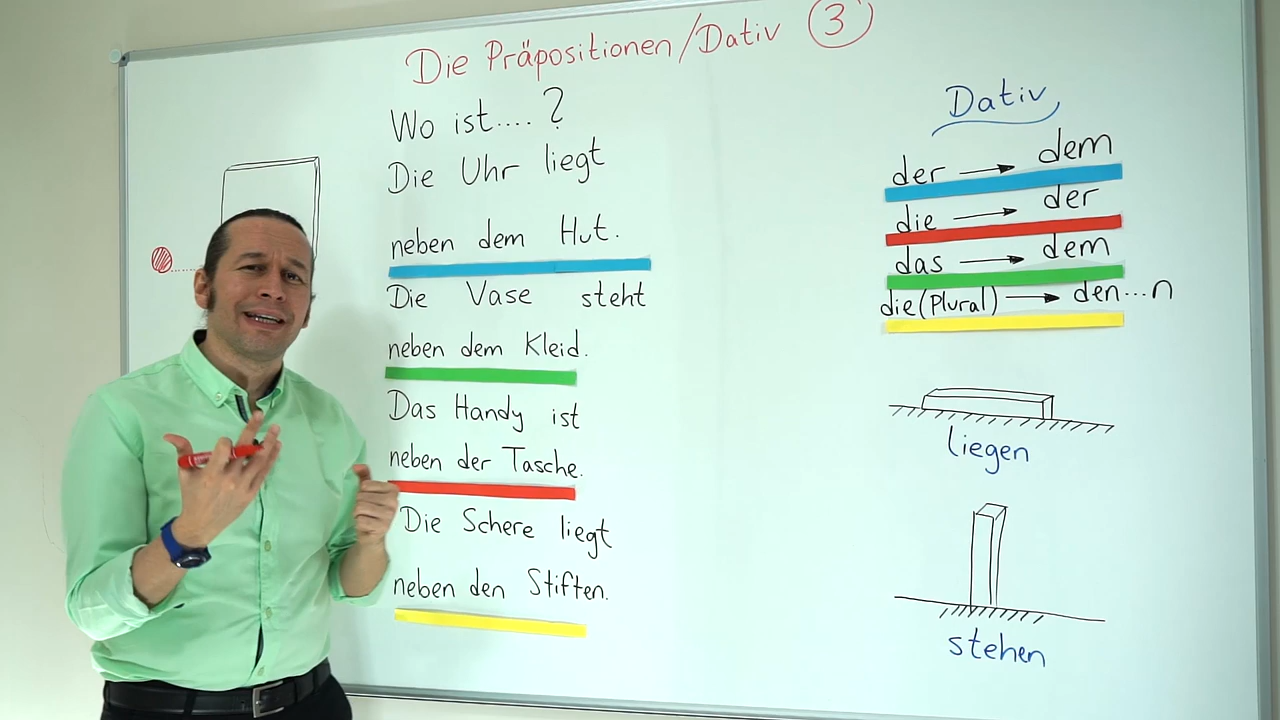 Die Präpositionen/Dativ 3
Wo ist....?
Die Uhr liegt
neben dem Hut.
Die Vase steht
neben dem Kleid.
Das Handy ist
neben der Tasche.
Die Schere liegt
neben den Stiften.
Dativ
der → dem
die → der
das → dem
die (Plural) → den...n
liegen
stehen